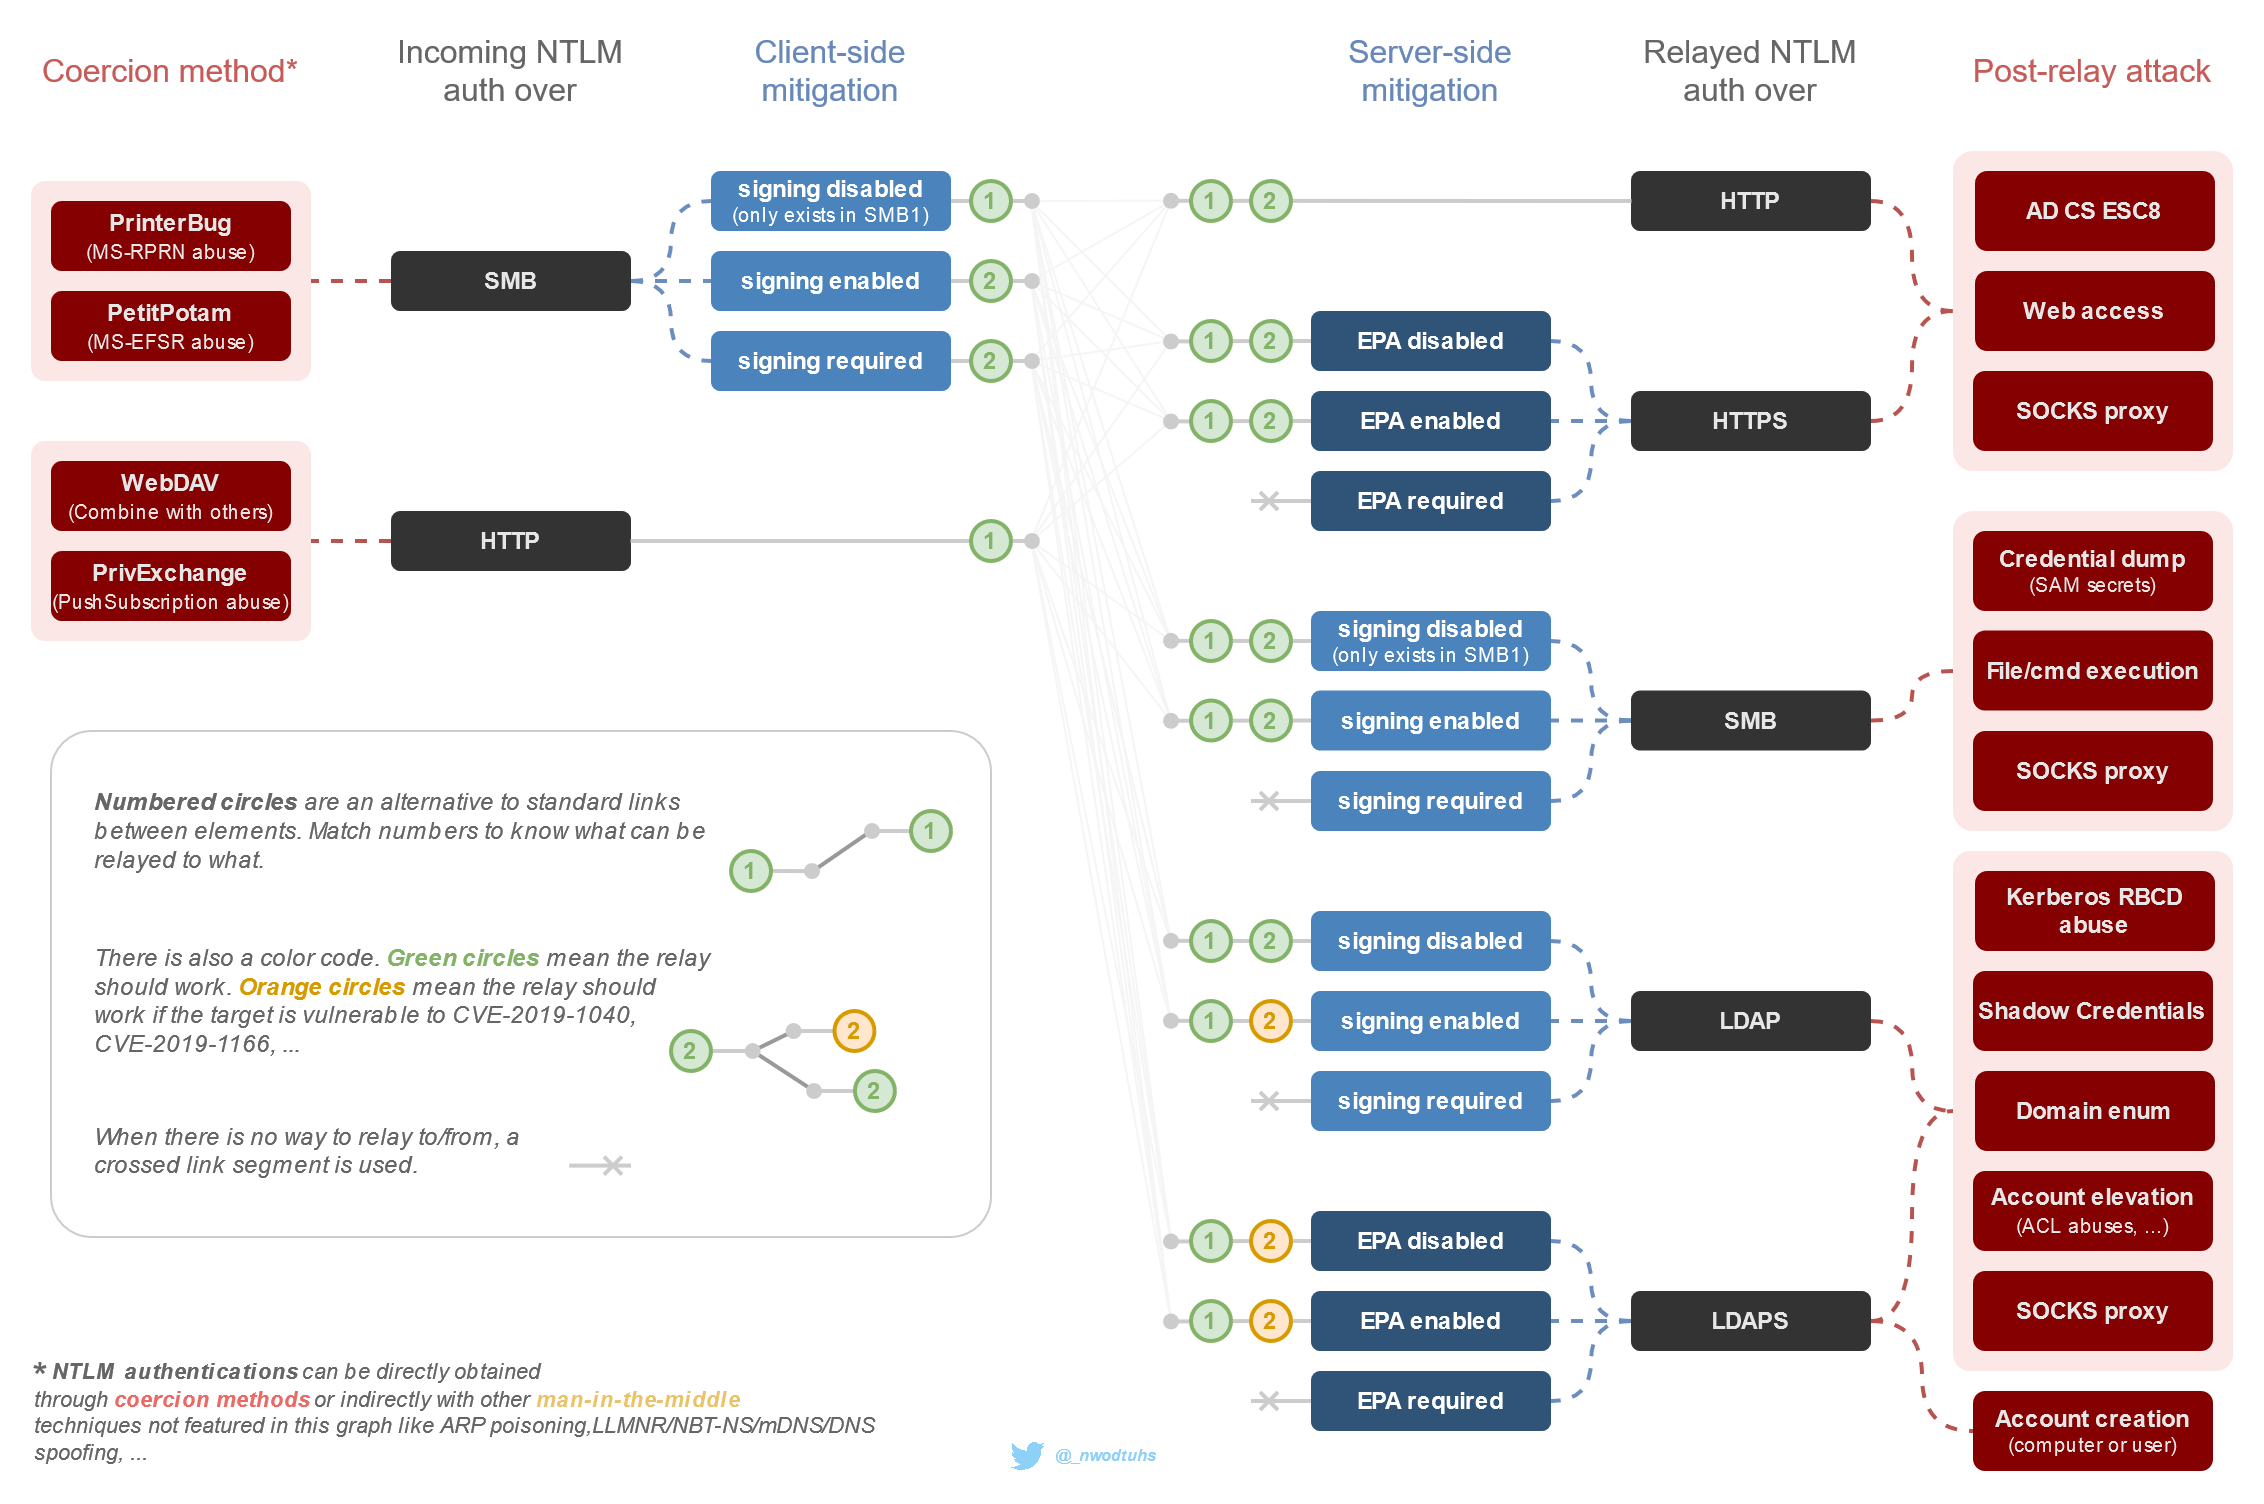 Coercion method*
Incoming NTLM
auth over
Client-side
mitigation
Server-side
mitigation
Relayed NTLM
auth over
Post-relay attack
PrinterBug
(MS-RPRN abuse)
PetitPotam
(MS-EFSR abuse)
SMB
signing disabled
(only exists in SMB1)
1
signing enabled
2
signing required
2
WebDAV
(Combine with others)
PrivExchange
(PushSubscription abuse)
HTTP
1
1 2
HTTP
1 2 EPA disabled
1 2 EPA enabled
EPA required
HTTPS
AD CS ESC8
Web access
SOCKS proxy
1 2 signing disabled
(only exists in SMB1)
1 2 signing enabled
signing required
SMB
Credential dump
(SAM secrets)
File/cmd execution
SOCKS proxy
1 2 signing disabled
1 2 signing enabled
signing required
LDAP
1 2 EPA disabled
1 2 EPA enabled
EPA required
LDAPS
Kerberos RBCD
abuse
Shadow Credentials
Domain enum
Account elevation
(ACL abuses, ...)
SOCKS proxy
Account creation
(computer or user)
Numbered circles are an alternative to standard links
between elements. Match numbers to know what can be
relayed to what.
1
1
There is also a color code. Green circles mean the relay
should work. Orange circles mean the relay should
work if the target is vulnerable to CVE-2019-1040,
CVE-2019-1166, ...
2
2
2
When there is no way to relay to/from, a
crossed link segment is used.
* NTLM authentications can be directly obtained
through coercion methods or indirectly with other man-in-the-middle
techniques not featured in this graph like ARP poisoning,LLMNR/NBT-NS/mDNS/DNS
spoofing, ...
@_nwodtuhs